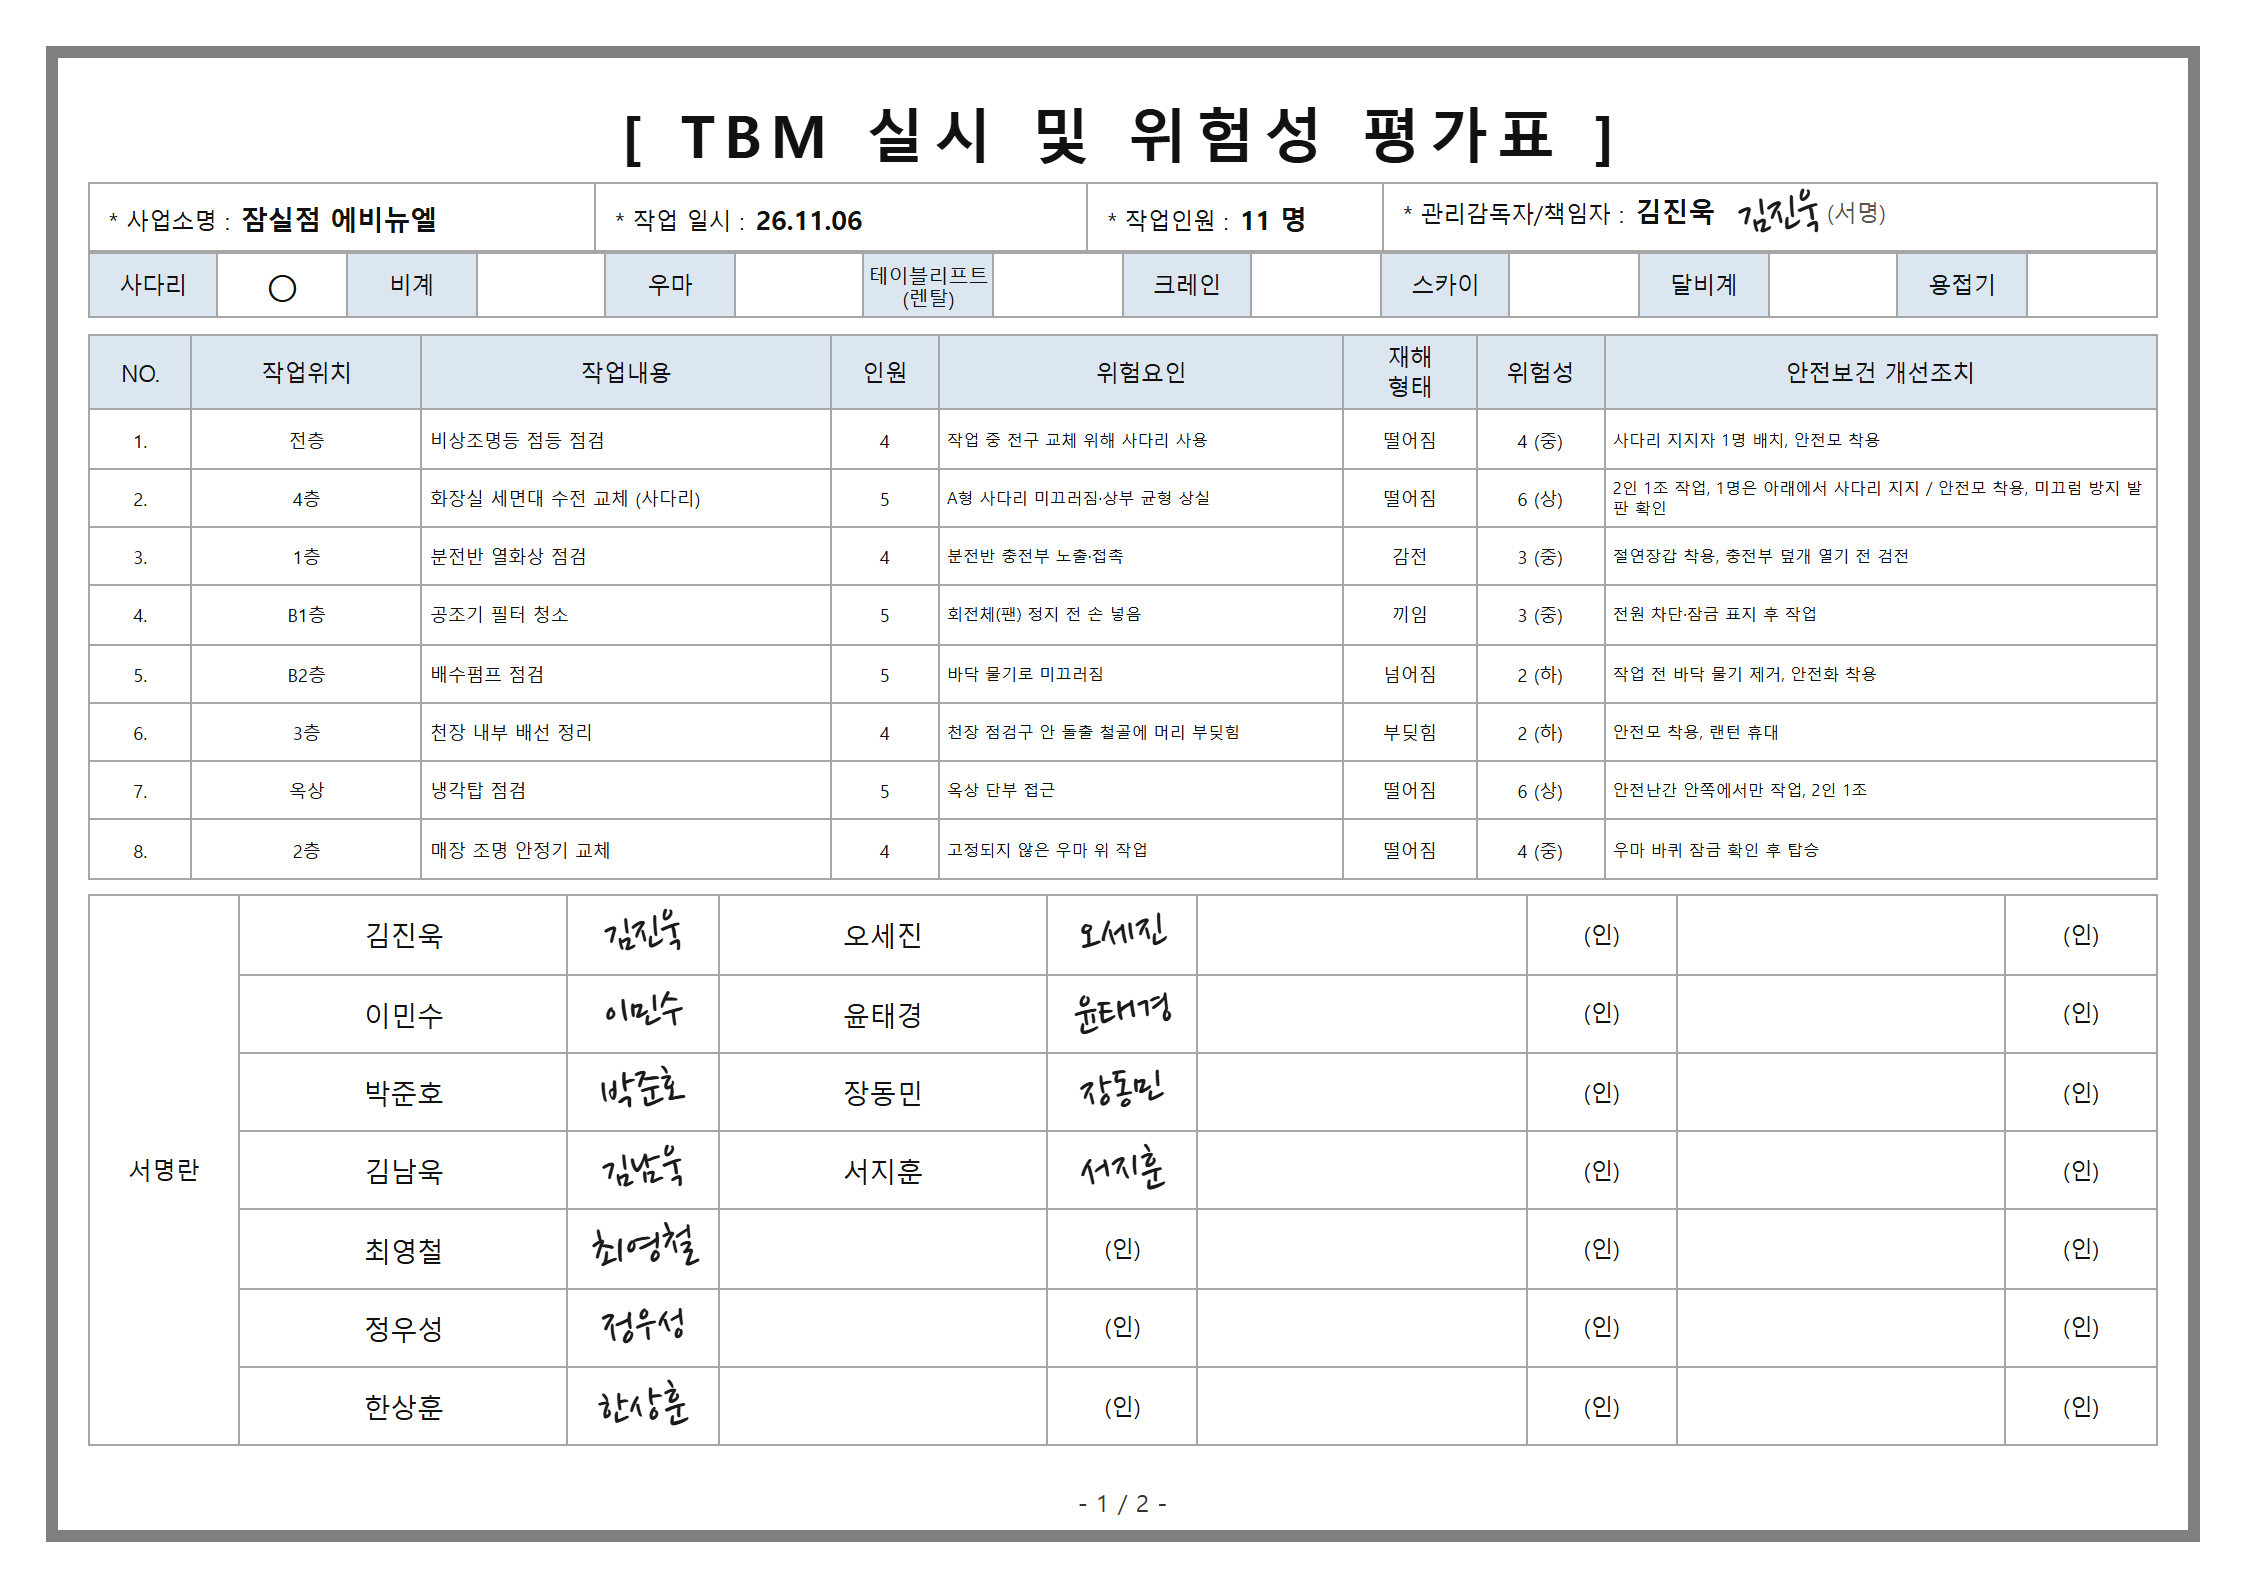 [ TBM 실시 및 위험성 평가표 ]
* 사업소명 : 잠실점 에비뉴엘 * 작업 일시 : 26.11.06 * 작업인원 : 11 명 * 관리감독자/책임자 : 김진욱 김진욱 (서명)
사다리 ○ 비계 우마 테이블리프트 (렌탈) 크레인 스카이 달비계 용접기
NO. 작업위치 작업내용 인원 위험요인 재해 형태 위험성 안전보건 개선조치
1. 전층 비상조명등 점등 점검 4 작업 중 전구 교체 위해 사다리 사용 떨어짐 4 (중) 사다리 지지자 1명 배치, 안전모 착용
2. 4층 화장실 세면대 수전 교체 (사다리) 5 A형 사다리 미끄러짐·상부 균형 상실 떨어짐 6 (상) 2인 1조 작업, 1명은 아래에서 사다리 지지 / 안전모 착용, 미끄럼 방지 발
판 확인
3. 1층 분전반 열화상 점검 4 분전반 충전부 노출·접촉 감전 3 (중) 절연장갑 착용, 충전부 덮개 열기 전 검전
4. B1층 공조기 필터 청소 5 회전체(팬) 정지 전 손 넣음 끼임 3 (중) 전원 차단·잠금 표지 후 작업
5. B2층 배수펌프 점검 5 바닥 물기로 미끄러짐 넘어짐 2 (하) 작업 전 바닥 물기 제거, 안전화 착용
6. 3층 천장 내부 배선 정리 4 천장 점검구 안 돌출 철골에 머리 부딪힘 부딪힘 2 (하) 안전모 착용, 랜턴 휴대
7. 옥상 냉각탑 점검 5 옥상 단부 접근 떨어짐 6 (상) 안전난간 안쪽에서만 작업, 2인 1조
8. 2층 매장 조명 안정기 교체 4 고정되지 않은 우마 위 작업 떨어짐 4 (중) 우마 바퀴 잠금 확인 후 탑승
서명란
김진욱 김진욱 오세진 오세진 (인) (인)
이민수 이민수 윤태경 윤태경 (인) (인)
박준호 박준호 장동민 장동민 (인) (인)
김남욱 김남욱 서지훈 서지훈 (인) (인)
최영철 최영철 (인) (인) (인)
정우성 정우성 (인) (인) (인)
한상훈 한상훈 (인) (인) (인)
- 1 / 2 -